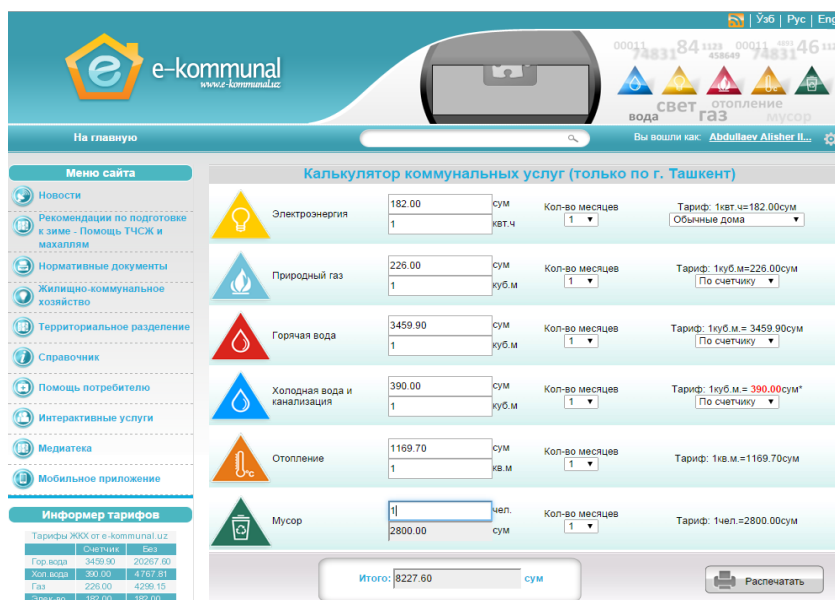 Ўзб | Рус | Eng
e-kommunal
www.e-kommunal.uz
вода
свет
газ
отопление
мусор
На главную
Вы вошли как: Abdullaev Alisher Il...
Меню сайта
Новости
Рекомендации по подготовке
к зиме - Помощь ТЧСЖ и
махаллям
Нормативные документы
Жилищно-коммунальное
хозяйство
Территориальное разделение
Справочник
Помощь потребителю
Интерактивные услуги
Медиатека
Мобильное приложение
Информер тарифов
Тарифы ЖКХ от e-kommunal.uz
Счетчик Без
Гор.вода 3459.90 20267.60
Хол.вода 390.00 4767.81
Газ 226.00 4299.15
Элек-во 182.00 182.00
Калькулятор коммунальных услуг (только по г. Ташкент)
Электроэнергия
182.00 сум
1 квт.ч
Кол-во месяцев
1
Тариф: 1квт.ч=182.00сум
Обычные дома
Природный газ
226.00 сум
1 куб.м
Кол-во месяцев
1
Тариф: 1куб.м=226.00сум
По счетчику
Горячая вода
3459.90 сум
1 куб.м
Кол-во месяцев
1
Тариф: 1куб.м.= 3459.90сум
По счетчику
Холодная вода и
канализация
390.00 сум
1 куб.м
Кол-во месяцев
1
Тариф: 1куб.м.= 390.00сум*
По счетчику
Отопление
1169.70 сум
1 кв.м
Кол-во месяцев
1
Тариф: 1кв.м.=1169.70сум
Мусор
1 чел.
2800.00 сум
Кол-во месяцев
1
Тариф: 1чел.=2800.00сум
Итого: 8227.60 сум
Распечатать